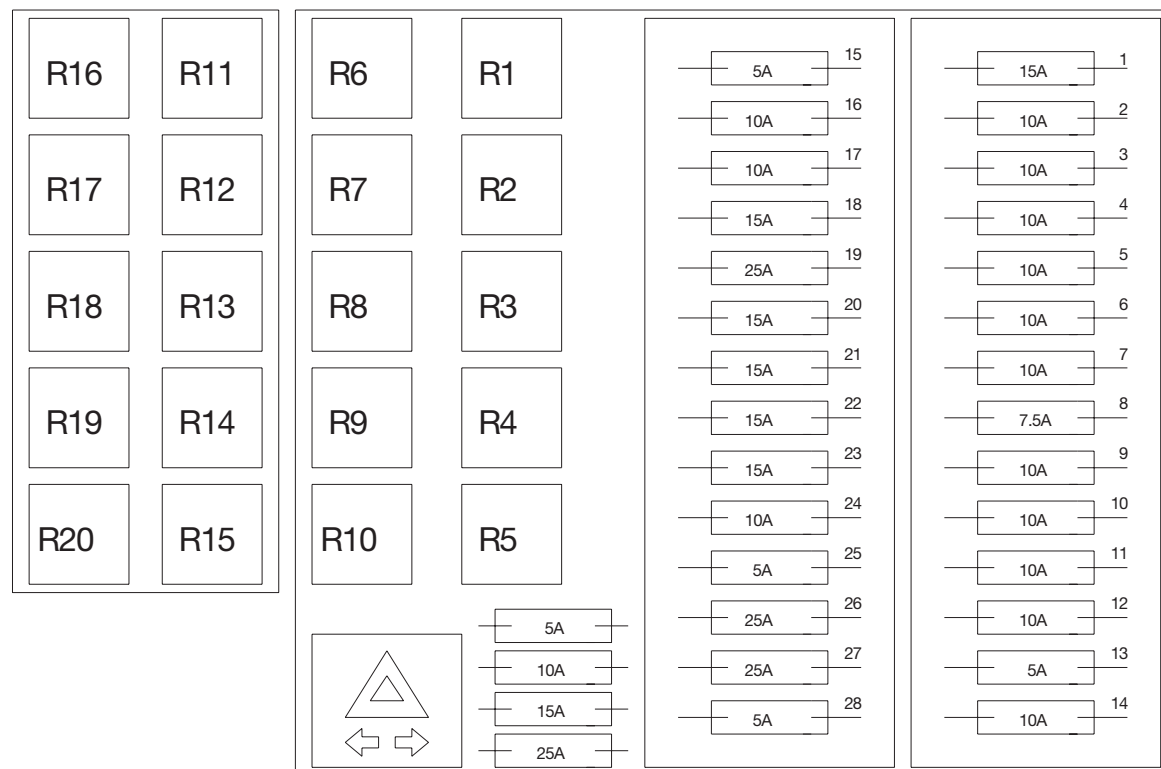 R16 R11 R6 R1
R17 R12 R7 R2
R18 R13 R8 R3
R19 R14 R9 R4
R20 R15 R10 R5
5A
10A
15A
25A
5A 15
10A 16
10A 17
15A 18
25A 19
15A 20
15A 21
15A 22
15A 23
10A 24
5A 25
25A 26
25A 27
5A 28
15A 1
10A 2
10A 3
10A 4
10A 5
10A 6
10A 7
7.5A 8
10A 9
10A 10
10A 11
10A 12
5A 13
10A 14